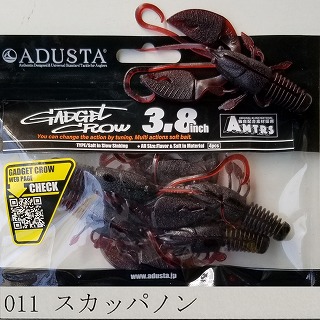 ADUSTA
Authentic, Designed & Universal Standard Tackle for Anglers
GADGET
CROW
3.8inch
You can change the action by tuning. Multi actions soft bait.
AMTRS
TYPE/Salt in Slow Sinking
All Size/Flavor & Salt in Material
4pcs
GADGET CROW
WEB PAGE
CHECK
www.adusta.jp
011 スカッパノン